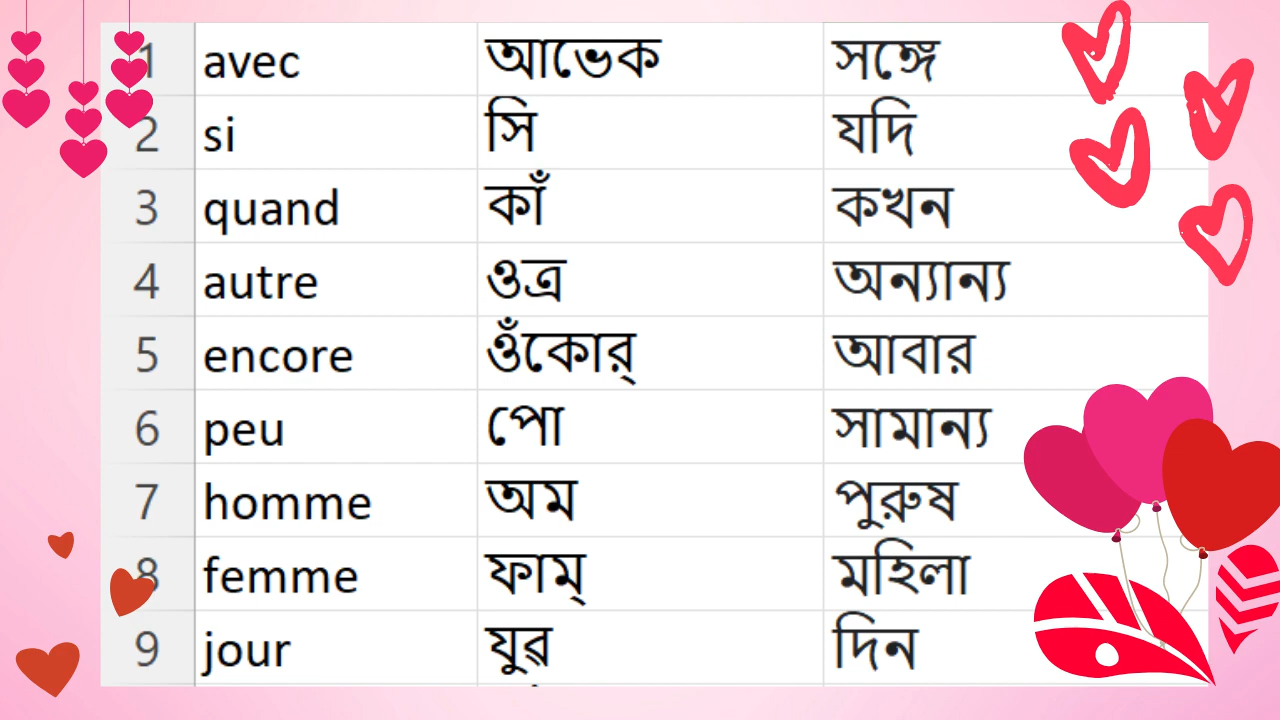 1 avec আভেক সঙ্গে
2 si সি যদি
3 quand কাঁ কখন
4 autre ওত্র অন্যান্য
5 encore ওঁকোর্ আবার
6 peu পো সামান্য
7 homme অম পুরুষ
8 femme ফাম্ মহিলা
9 jour যুৱ দিন